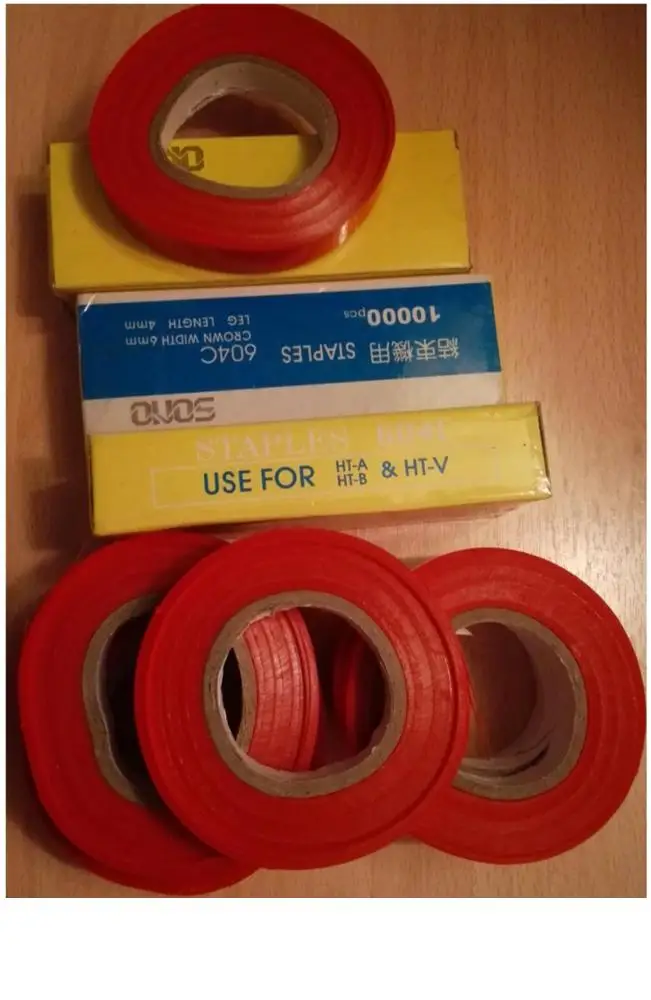 SONO
結束機用 STAPLES 604C
CROWN WIDTH 6mm
LEG LENGTH 4mm
10000pcs
STAPLES 604C
USE FOR HT-A HT-B & HT-V